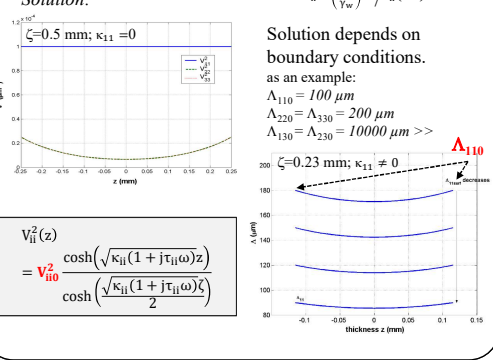 Solution:
×10⁻⁴
ζ=0.5 mm; κ₁₁ =0
1.2
1
0.8
0.6
0.4
0.2
0
-0.25 -0.2 -0.15 -0.1 -0.05 0 0.05 0.1 0.15 0.2 0.25
z (mm)
Solution depends on
boundary conditions.
as an example:
Λ₁₁₀ = 100 μm
Λ₂₂₀ = Λ₃₃₀ = 200 μm
Λ₁₃₀ = Λ₂₃₀ = 10000 μm >>
Λ₁₁₀
ζ=0.23 mm; κ₁₁ ≠ 0
decreases
200
180
160
140
120
100
80
Λ (μm)
-0.1 -0.05 0 0.05 0.1 0.15
thickness z (mm)
V²ᵢᵢ(z)
= V²ᵢᵢ₀ cosh(√κᵢᵢ(1 + jτᵢᵢω)z)
cosh(√κᵢᵢ(1 + jτᵢᵢω)ζ / 2)